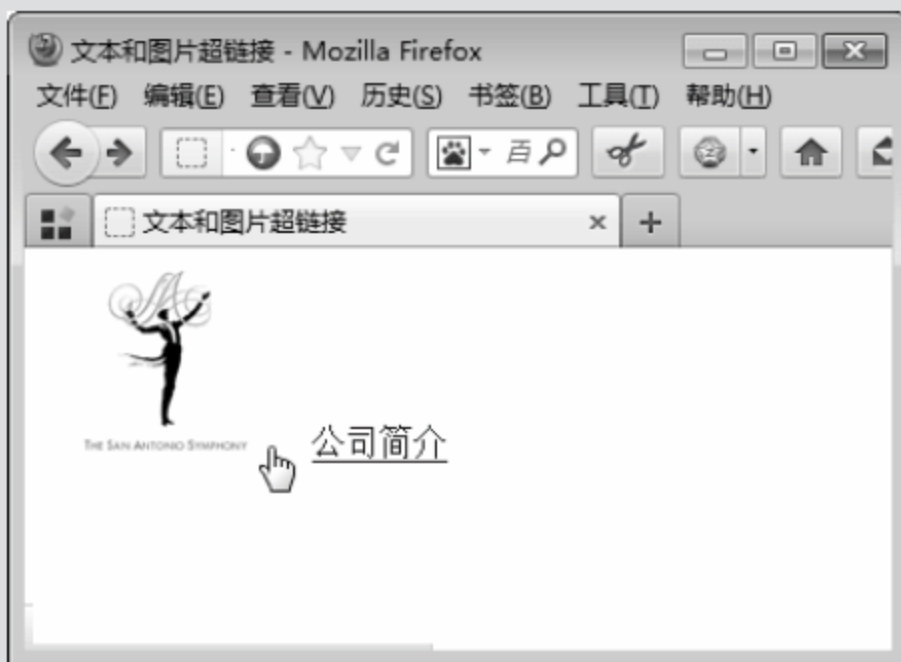 文本和图片超链接 - Mozilla Firefox
文件(F) 编辑(E) 查看(V) 历史(S) 书签(B) 工具(T) 帮助(H)
百
文本和图片超链接
THE SAN ANTONIO SYMPHONY
公司简介